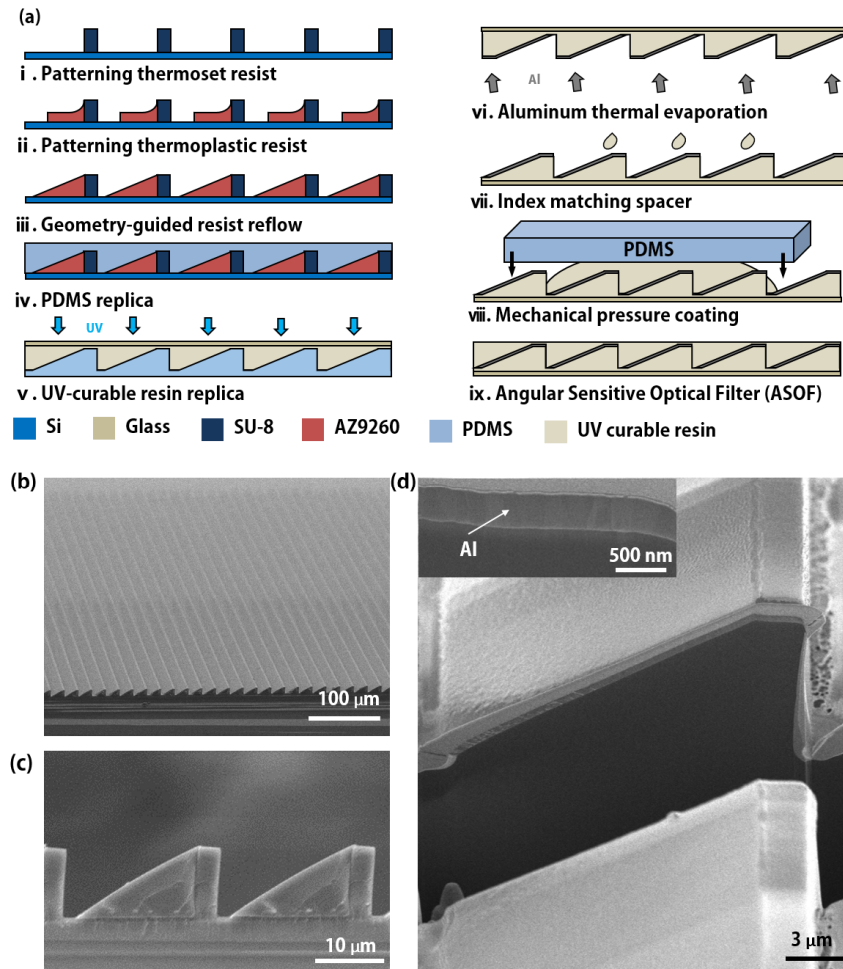 (a)
i . Patterning thermoset resist
ii . Patterning thermoplastic resist
iii . Geometry-guided resist reflow
iv . PDMS replica
UV
v . UV-curable resin replica
Al
vi . Aluminum thermal evaporation
vii . Index matching spacer
PDMS
viii . Mechanical pressure coating
ix . Angular Sensitive Optical Filter (ASOF)
Si Glass SU-8 AZ9260 PDMS UV curable resin
(b)
100 μm
(c)
10 μm
(d)
Al
500 nm
3 μm